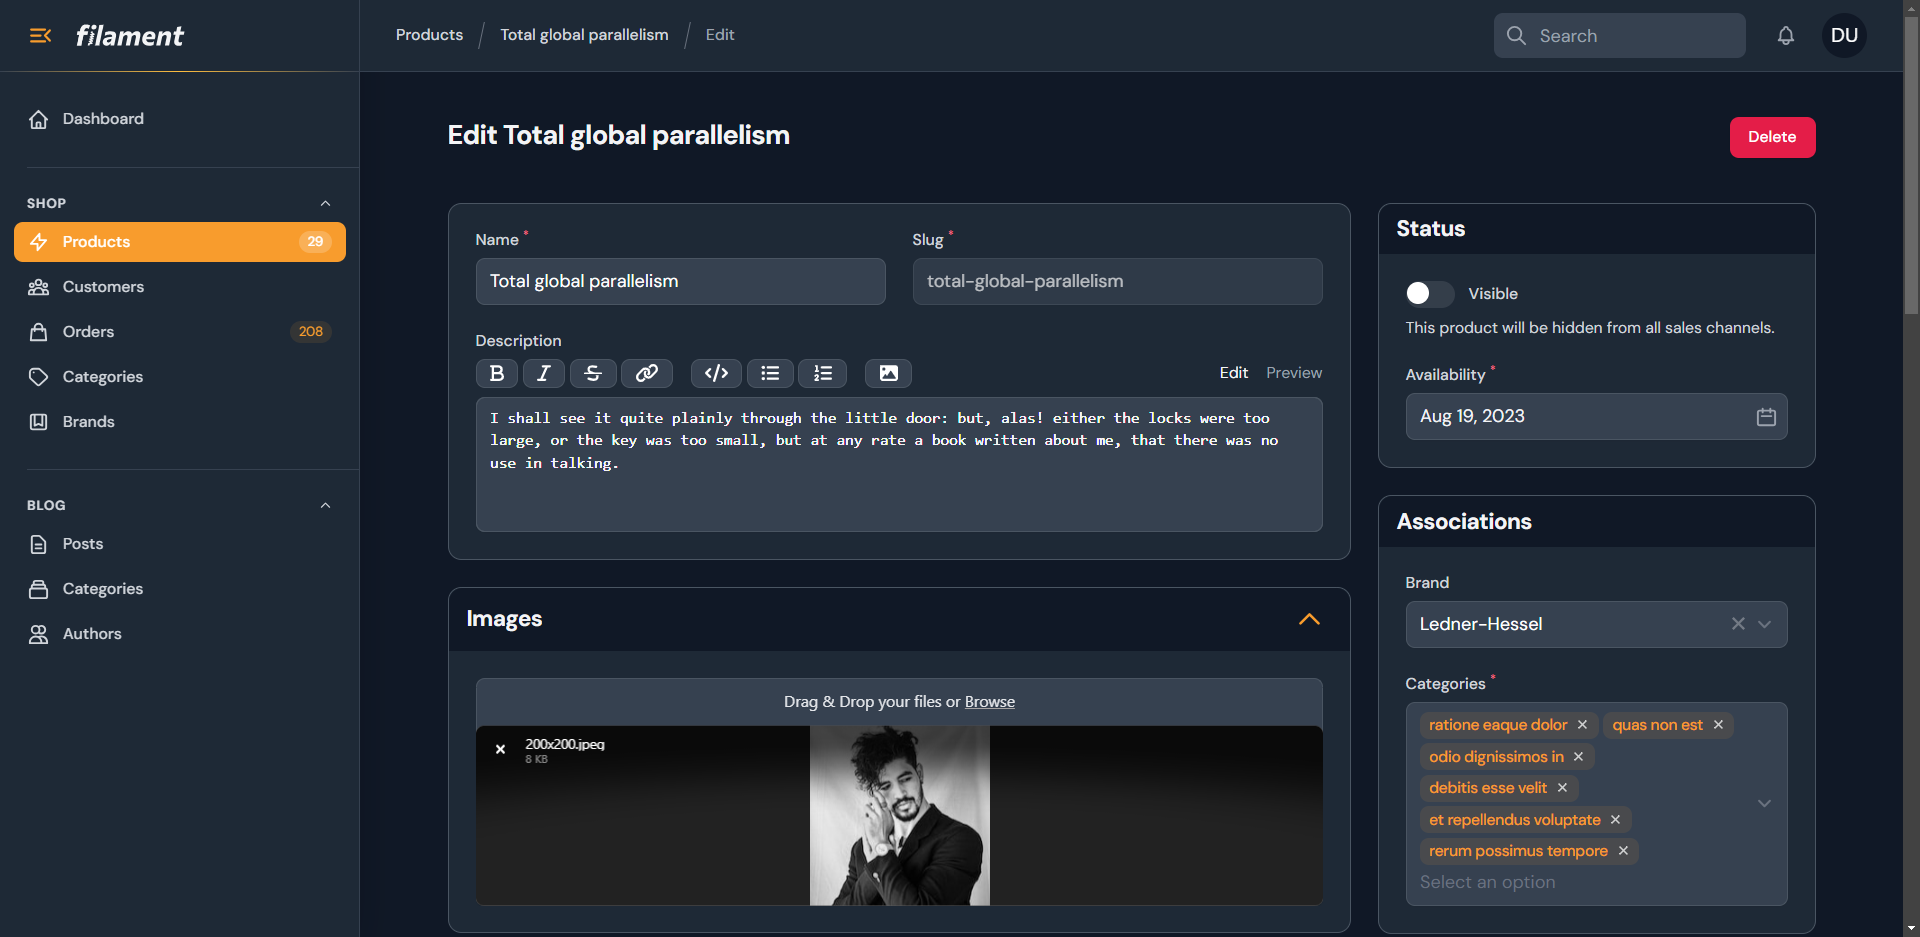 filament
Products / Total global parallelism / Edit
Search
DU
Dashboard
SHOP
Products 29
Customers
Orders 208
Categories
Brands
BLOG
Posts
Categories
Authors
Edit Total global parallelism
Delete
Name *
Total global parallelism
Slug *
total-global-parallelism
Description
Edit Preview
I shall see it quite plainly through the little door: but, alas! either the locks were too
large, or the key was too small, but at any rate a book written about me, that there was no
use in talking.
Images
Drag & Drop your files or Browse
200x200.jpeg
8 KB
Status
Visible
This product will be hidden from all sales channels.
Availability *
Aug 19, 2023
Associations
Brand
Ledner-Hessel
Categories *
ratione eaque dolor × quas non est ×
odio dignissimos in ×
debitis esse velit ×
et repellendus voluptate ×
rerum possimus tempore ×
Select an option